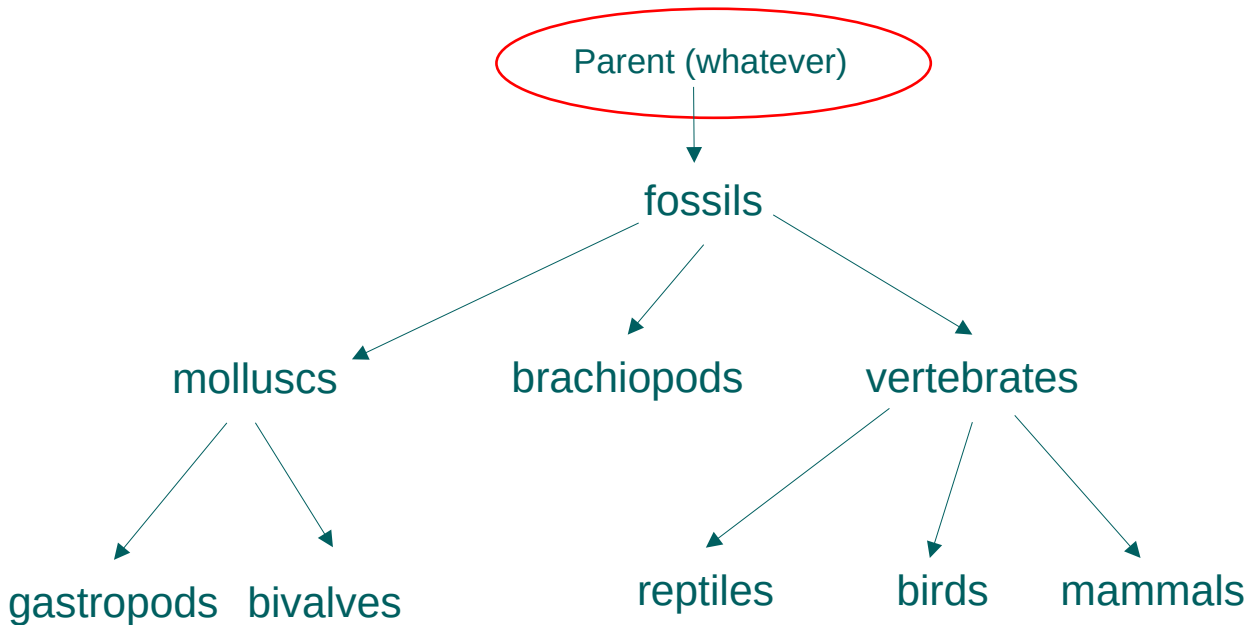 Parent (whatever)
fossils
molluscs
brachiopods
vertebrates
gastropods
bivalves
reptiles
birds
mammals